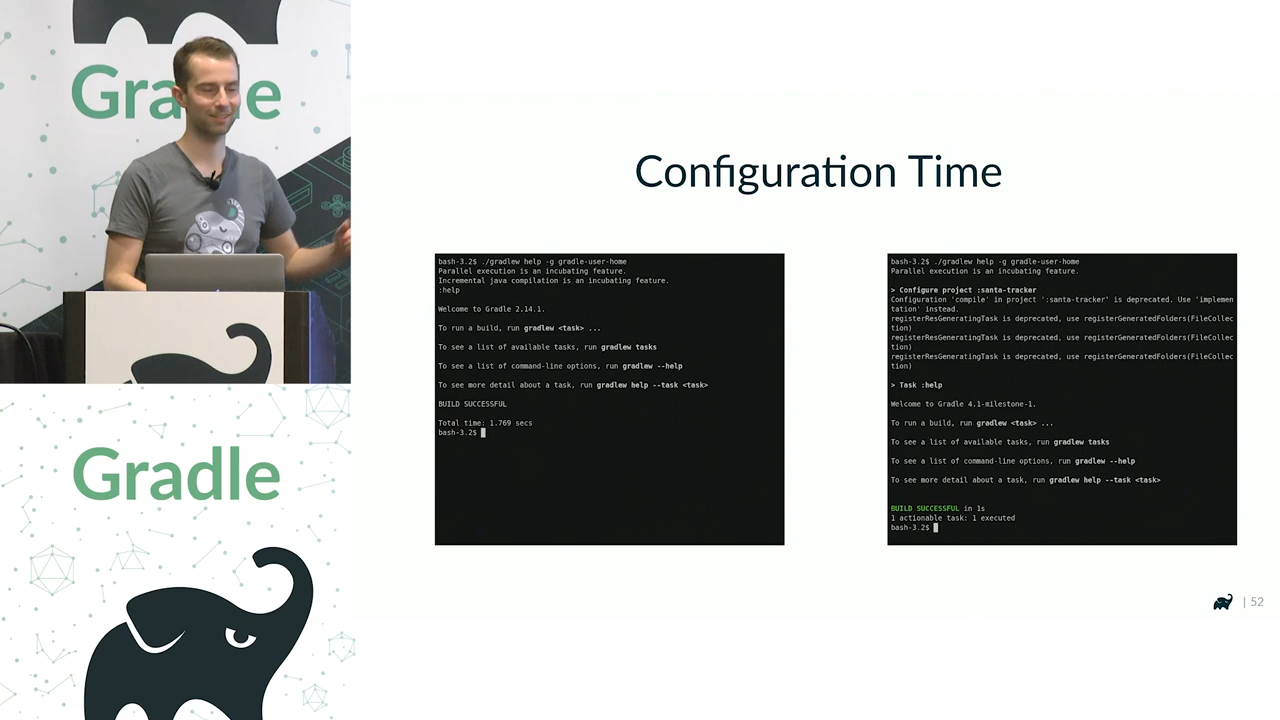 Gradle
Gradle
Configuration Time
bash-3.2$ ./gradlew help -g gradle-user-home
Parallel execution is an incubating feature.
Incremental java compilation is an incubating feature.
:help
Welcome to Gradle 2.14.1.
To run a build, run gradlew <task> ...
To see a list of available tasks, run gradlew tasks
To see a list of command-line options, run gradlew --help
To see more detail about a task, run gradlew help --task <task>
BUILD SUCCESSFUL
Total time: 1.769 secs
bash-3.2$
bash-3.2$ ./gradlew help -g gradle-user-home
Parallel execution is an incubating feature.
> Configure project :santa-tracker
Configuration 'compile' in project ':santa-tracker' is deprecated. Use 'implemen
tation' instead.
registerResGeneratingTask is deprecated, use registerGeneratedFolders(FileCollec
tion)
registerResGeneratingTask is deprecated, use registerGeneratedFolders(FileCollec
tion)
registerResGeneratingTask is deprecated, use registerGeneratedFolders(FileCollec
tion)
> Task :help
Welcome to Gradle 4.1-milestone-1.
To run a build, run gradlew <task> ...
To see a list of available tasks, run gradlew tasks
To see a list of command-line options, run gradlew --help
To see more detail about a task, run gradlew help --task <task>
BUILD SUCCESSFUL in 1s
1 actionable task: 1 executed
bash-3.2$
| 52